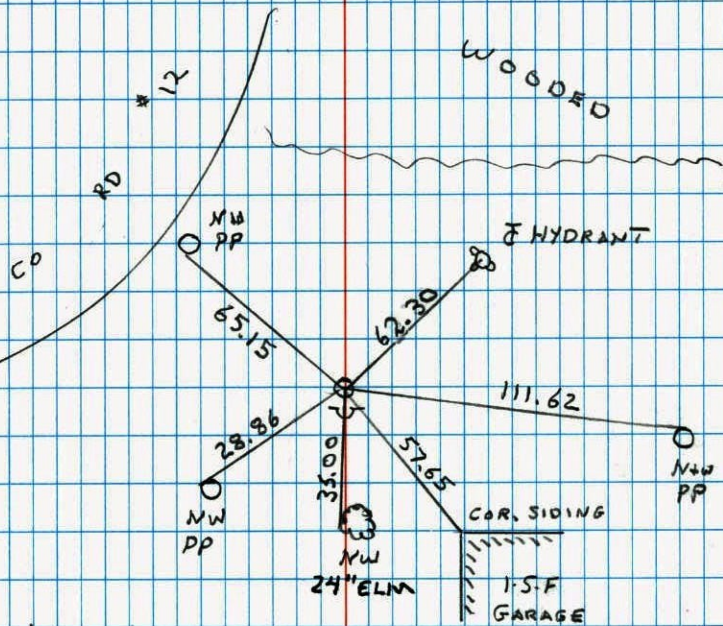 WOODED
CO RD # 12
NW
PP
℄ HYDRANT
65.15
62.30
111.62
28.86
35.00
57.65
N+W
PP
NW
PP
NW
24" ELM
COR. SIDING
1-S-F
GARAGE